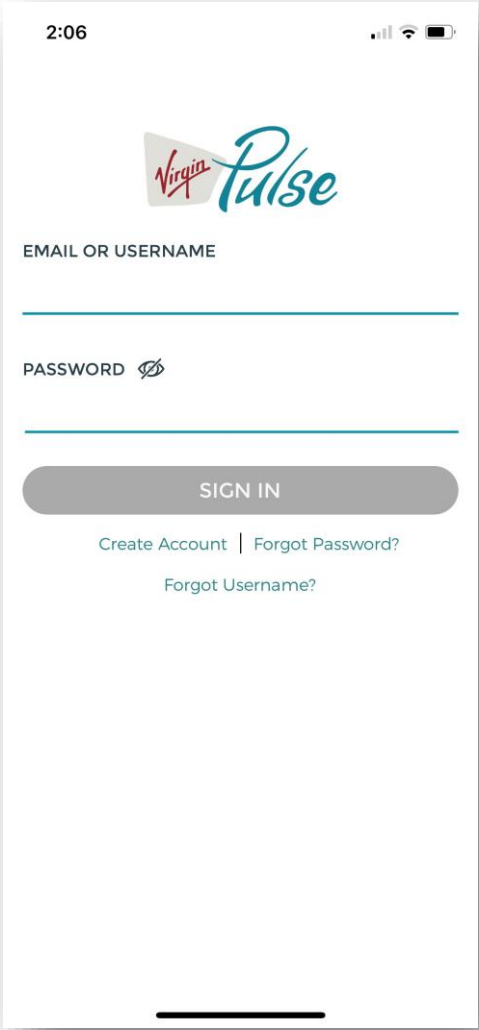 2:06
Virgin Pulse
EMAIL OR USERNAME
PASSWORD
SIGN IN
Create Account | Forgot Password?
Forgot Username?